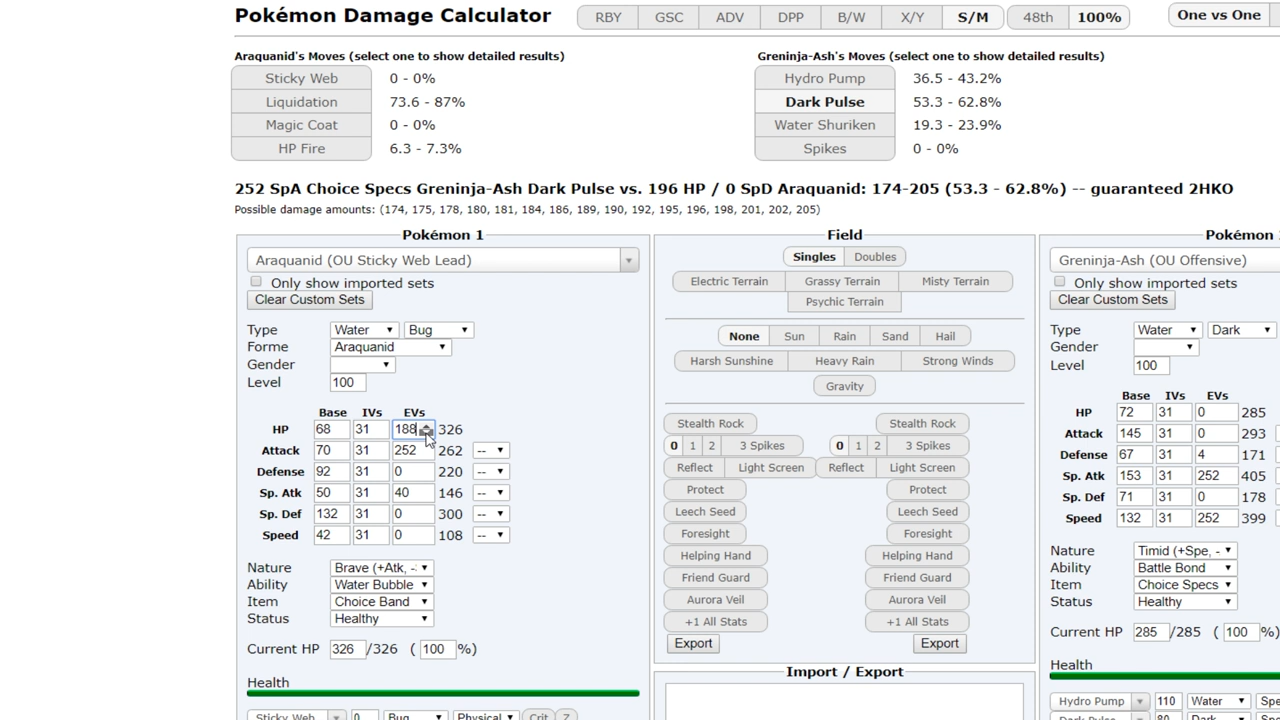 Pokémon Damage Calculator RBY GSC ADV DPP B/W X/Y S/M 48th 100% One vs One
Araquanid's Moves (select one to show detailed results) Greninja-Ash's Moves (select one to show detailed results)
Sticky Web 0 - 0% Hydro Pump 36.5 - 43.2%
Liquidation 73.6 - 87% Dark Pulse 53.3 - 62.8%
Magic Coat 0 - 0% Water Shuriken 19.3 - 23.9%
HP Fire 6.3 - 7.3% Spikes 0 - 0%
252 SpA Choice Specs Greninja-Ash Dark Pulse vs. 196 HP / 0 SpD Araquanid: 174-205 (53.3 - 62.8%) -- guaranteed 2HKO
Possible damage amounts: (174, 175, 178, 180, 181, 184, 186, 189, 190, 192, 195, 196, 198, 201, 202, 205)
Pokémon 1
Araquanid (OU Sticky Web Lead)
Only show imported sets
Clear Custom Sets
Type Water Bug
Forme Araquanid
Gender
Level 100
Base IVs EVs
HP 68 31 188 326
Attack 70 31 252 262 --
Defense 92 31 0 220 --
Sp. Atk 50 31 40 146 --
Sp. Def 132 31 0 300 --
Speed 42 31 0 108 --
Nature Brave (+Atk, -
Ability Water Bubble
Item Choice Band
Status Healthy
Current HP 326 /326 ( 100 %)
Health
Sticky Web 0 Bug Physical Crit Z
Field
Singles Doubles
Electric Terrain Grassy Terrain Misty Terrain
Psychic Terrain
None Sun Rain Sand Hail
Harsh Sunshine Heavy Rain Strong Winds
Gravity
Stealth Rock Stealth Rock
0 1 2 3 Spikes 0 1 2 3 Spikes
Reflect Light Screen Reflect Light Screen
Protect Protect
Leech Seed Leech Seed
Foresight Foresight
Helping Hand Helping Hand
Friend Guard Friend Guard
Aurora Veil Aurora Veil
+1 All Stats +1 All Stats
Export Export
Import / Export
Pokémon
Greninja-Ash (OU Offensive)
Only show imported sets
Clear Custom Sets
Type Water Dark
Gender
Level 100
Base IVs EVs
HP 72 31 0 285
Attack 145 31 0 293
Defense 67 31 4 171
Sp. Atk 153 31 252 405
Sp. Def 71 31 0 178
Speed 132 31 252 399
Nature Timid (+Spe, -
Ability Battle Bond
Item Choice Specs
Status Healthy
Current HP 285 /285 ( 100 %)
Health
Hydro Pump 110 Water Spe